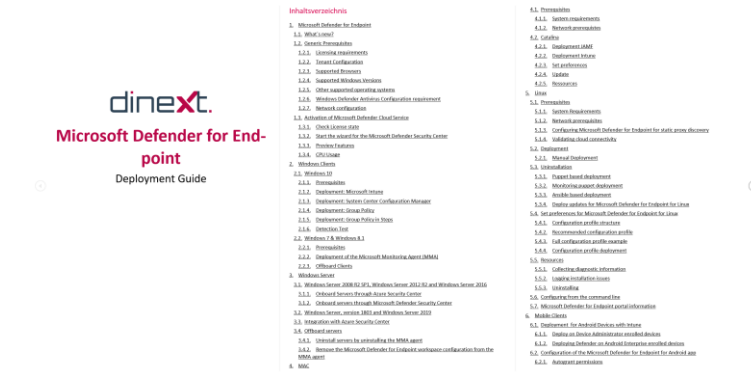 dinext.
Microsoft Defender for End-
point
Deployment Guide
Inhaltsverzeichnis
1. Microsoft Defender for Endpoint
1.1. What's new?
1.2. Generic Prerequisites
1.2.1. Licensing requirements
1.2.2. Tenant Configuration
1.2.3. Supported Browsers
1.2.4. Supported Windows Versions
1.2.5. Other supported operating systems
1.2.6. Windows Defender Antivirus Configuration requirement
1.2.7. Network configuration
1.3. Activation of Microsoft Defender Cloud Service
1.3.1. Check License state
1.3.2. Start the wizard for the Microsoft Defender Security Center
1.3.3. Preview Features
1.3.4. CPU Usage
2. Windows Clients
2.1. Windows 10
2.1.1. Prerequisites
2.1.2. Deployment: Microsoft Intune
2.1.3. Deployment: System Center Configuration Manager
2.1.4. Deployment: Group Policy
2.1.5. Deployment: Group Policy in Steps
2.1.6. Detection Test
2.2. Windows 7 & Windows 8.1
2.2.1. Prerequisites
2.2.2. Deployment of the Microsoft Monitoring Agent (MMA)
2.2.3. Offboard Clients
3. Windows Server
3.1. Windows Server 2008 R2 SP1, Windows Server 2012 R2 and Windows Server 2016
3.1.1. Onboard Servers through Azure Security Center
3.1.2. Onboard servers through Microsoft Defender Security Center
3.2. Windows Server, version 1803 and Windows Server 2019
3.3. Integration with Azure Security Center
3.4. Offboard servers
3.4.1. Uninstall servers by uninstalling the MMA agent
3.4.2. Remove the Microsoft Defender for Endpoint workspace configuration from the
MMA agent
4. MAC
4.1. Prerequisites
4.1.1. System requirements
4.1.2. Network prerequisites
4.2. Catalina
4.2.1. Deployment JAMF
4.2.2. Deployment Intune
4.2.3. Set preferences
4.2.4. Update
4.2.5. Ressources
5. Linux
5.1. Prerequisites
5.1.1. System Requirements
5.1.2. Network prerequisites
5.1.3. Configuring Microsoft Defender for Endpoint for static proxy discovery
5.1.4. Validating cloud connectivity
5.2. Deployment
5.2.1. Manual Deployment
5.3. Uninstallation
5.3.1. Puppet based deployment
5.3.2. Monitoring puppet deployment
5.3.3. Ansible based deployment
5.3.4. Deploy updates for Microsoft Defender for Endpoint for Linux
5.4. Set preferences for Microsoft Defender for Endpoint for Linux
5.4.1. Configuration profile structure
5.4.2. Recommended configuration profile
5.4.3. Full configuration profile example
5.4.4. Configuration profile deployment
5.5. Resources
5.5.1. Collecting diagnostic information
5.5.2. Logging installation issues
5.5.3. Uninstalling
5.6. Configuring from the command line
5.7. Microsoft Defender for Endpoint portal information
6. Mobile Clients
6.1. Deployment for Android Devices with Intune
6.1.1. Deploy on Device Administrator enrolled devices
6.1.2. Deploying Defender on Android Enterprise enrolled devices
6.2. Configuration of the Microsoft Defender for Endpoint for Android app
6.2.1. Autogrant permissions